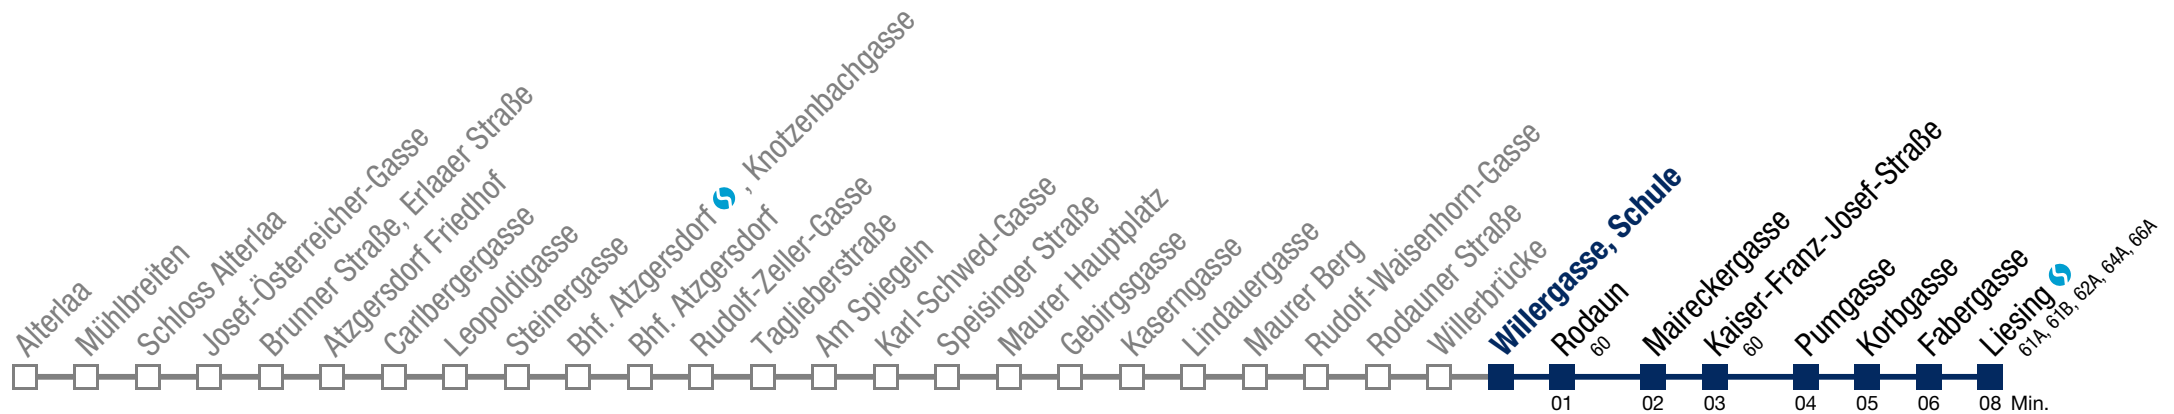 Alterlaa
Mühlbreiten
Schloss Alterlaa
Josef-Österreicher-Gasse
Brunner Straße, Erlaaer Straße
Atzgersdorf Friedhof
Carlbergergasse
Leopoldigasse
Steinergasse
Bhf. Atzgersdorf , Knotzenbachgasse
Bhf. Atzgersdorf
Rudolf-Zeller-Gasse
Taglieberstraße
Am Spiegeln
Karl-Schwed-Gasse
Speisinger Straße
Maurer Hauptplatz
Gebirgsgasse
Kaserngasse
Lindauergasse
Maurer Berg
Rudolf-Waisenhorn-Gasse
Rodauner Straße
Willerbrücke
Willergasse, Schule
Rodaun
60
Maireckergasse
Kaiser-Franz-Josef-Straße
60
Pumgasse
Korbgasse
Fabergasse
Liesing
61A, 61B, 62A, 64A, 66A
01 02 03 04 05 06 08 Min.